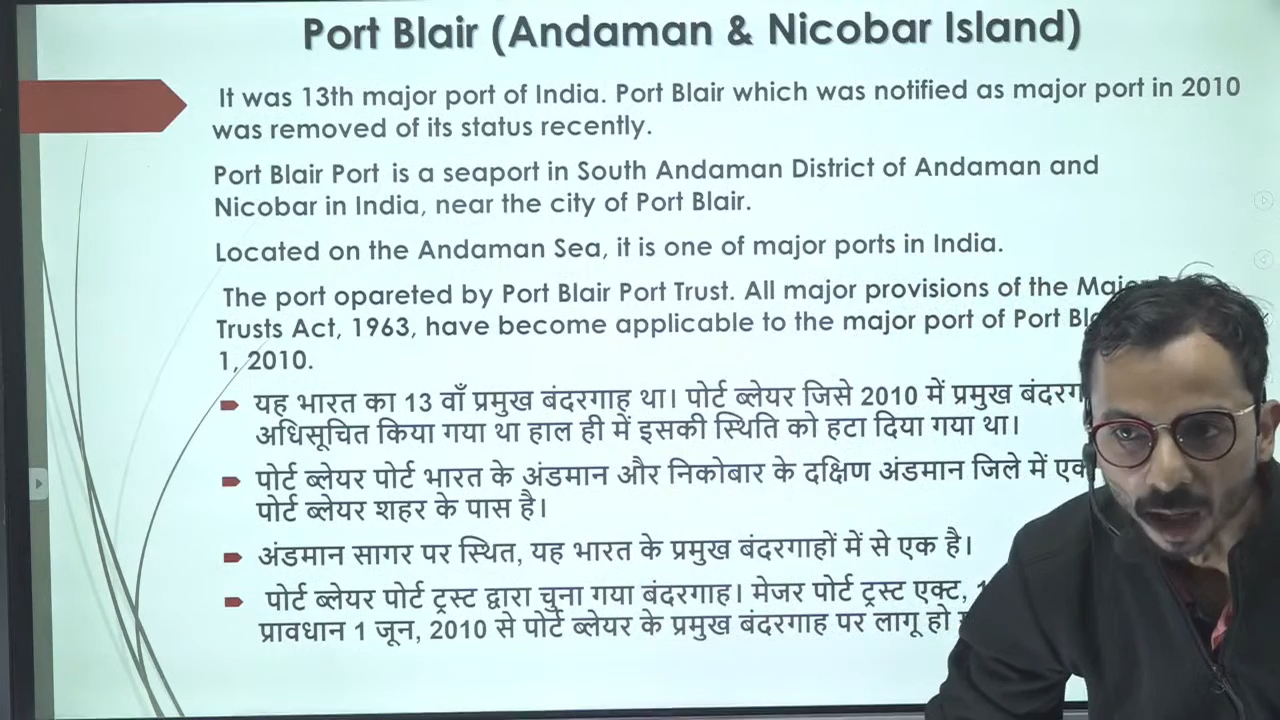 Port Blair (Andaman & Nicobar Island)
It was 13th major port of India. Port Blair which was notified as major port in 2010
was removed of its status recently.
Port Blair Port is a seaport in South Andaman District of Andaman and
Nicobar in India, near the city of Port Blair.
Located on the Andaman Sea, it is one of major ports in India.
The port opareted by Port Blair Port Trust. All major provisions of the
Trusts Act, 1963, have become applicable to the major port of Port
1, 2010.
यह भारत का 13 वाँ प्रमुख बंदरगाह था। पोर्ट ब्लेयर जिसे 2010 में प्रमुख
अधिसूचित किया गया था हाल ही में इसकी स्थिति को हटा दिया गया था।
पोर्ट ब्लेयर पोर्ट भारत के अंडमान और निकोबार के दक्षिण अंडमान जिले में
पोर्ट ब्लेयर शहर के पास है।
अंडमान सागर पर स्थित, यह भारत के प्रमुख बंदरगाहों में से एक है।
पोर्ट ब्लेयर पोर्ट ट्रस्ट द्वारा चुना गया बंदरगाह। मेजर पोर्ट ट्रस्ट एक्ट,
प्रावधान 1 जून, 2010 से पोर्ट ब्लेयर के प्रमुख बंदरगाह पर लागू हो